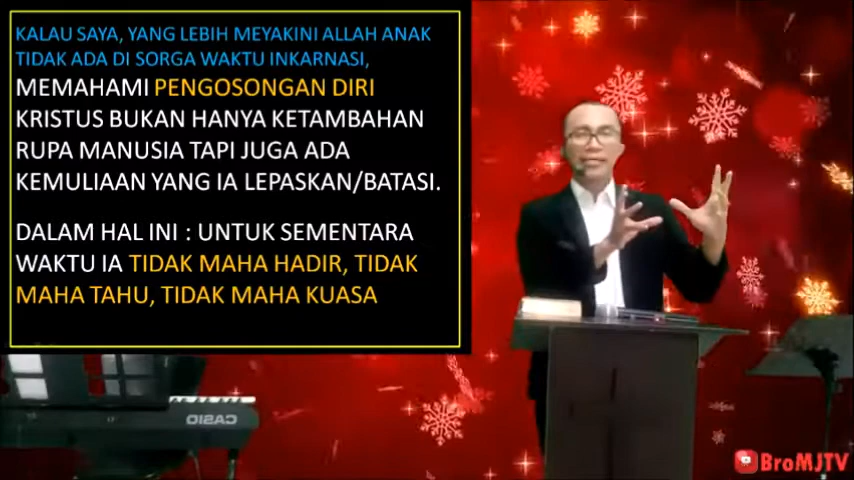 KALAU SAYA, YANG LEBIH MEYAKINI ALLAH ANAK
TIDAK ADA DI SORGA WAKTU INKARNASI,
MEMAHAMI PENGOSONGAN DIRI
KRISTUS BUKAN HANYA KETAMBAHAN
RUPA MANUSIA TAPI JUGA ADA
KEMULIAAN YANG IA LEPASKAN/BATASI.
DALAM HAL INI : UNTUK SEMENTARA
WAKTU IA TIDAK MAHA HADIR, TIDAK
MAHA TAHU, TIDAK MAHA KUASA
CASIO
BroMJTV